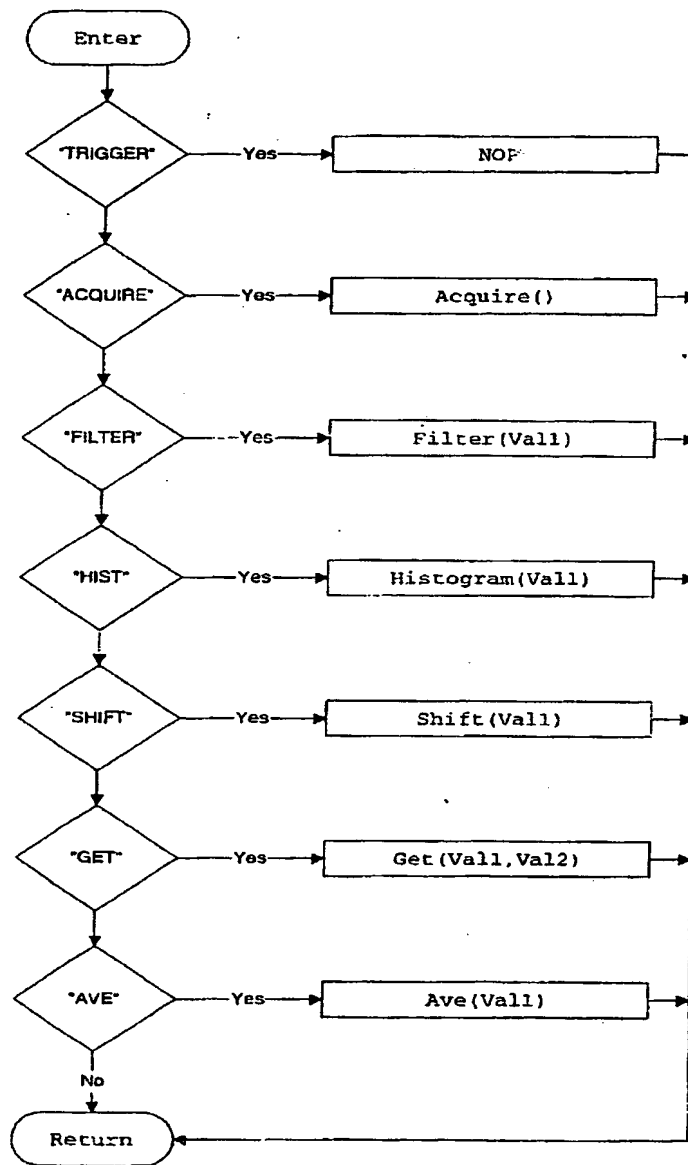 Enter
"TRIGGER" Yes NOP
"ACQUIRE" Yes Acquire()
"FILTER" Yes Filter(Val1)
"HIST" Yes Histogram(Val1)
"SHIFT" Yes Shift(Val1)
"GET" Yes Get(Val1,Val2)
"AVE" Yes Ave(Val1)
No
Return